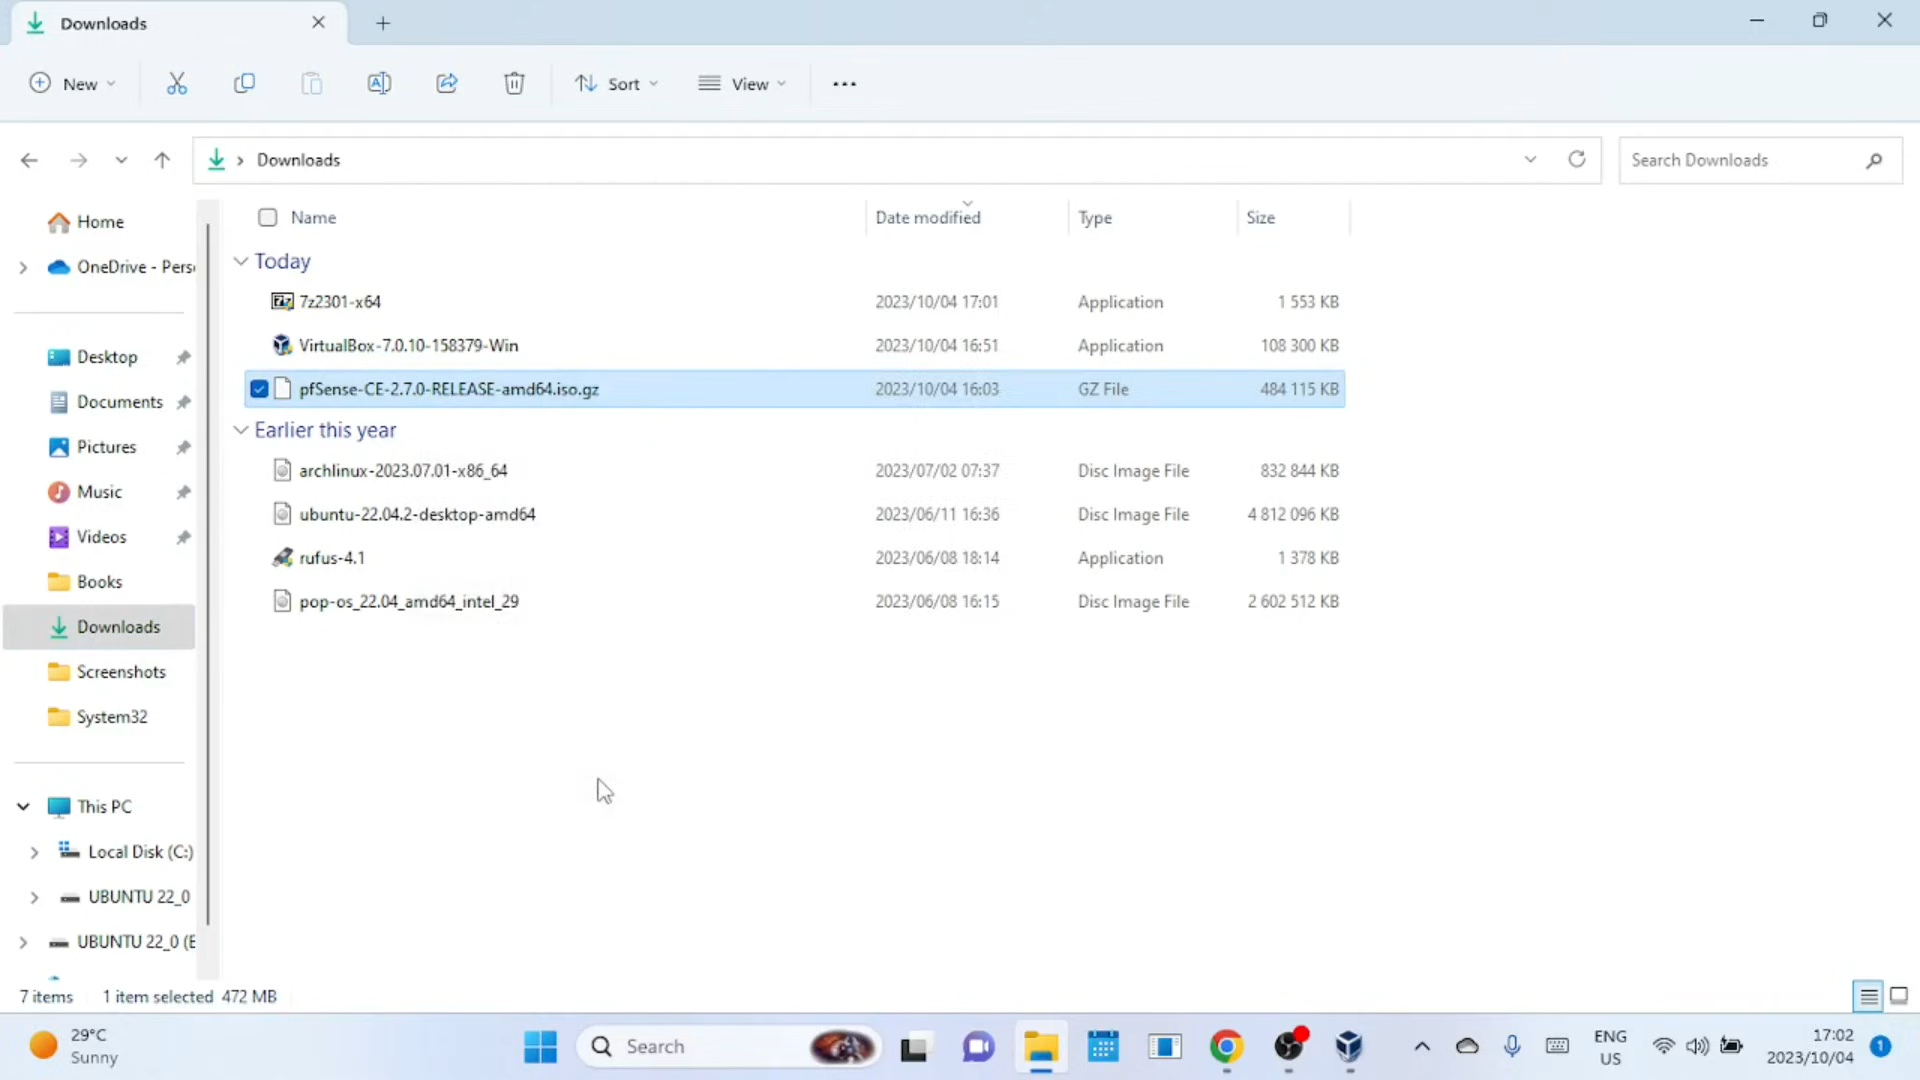 Downloads
New
Sort
View
Downloads
Search Downloads
Name
Date modified
Type
Size
Home
OneDrive - Pers
Desktop
Documents
Pictures
Music
Videos
Books
Downloads
Screenshots
System32
This PC
Local Disk (C:)
UBUNTU 22_0
UBUNTU 22_0 (E
Today
7z2301-x64 2023/10/04 17:01 Application 1 553 KB
VirtualBox-7.0.10-158379-Win 2023/10/04 16:51 Application 108 300 KB
pfSense-CE-2.7.0-RELEASE-amd64.iso.gz 2023/10/04 16:03 GZ File 484 115 KB
Earlier this year
archlinux-2023.07.01-x86_64 2023/07/02 07:37 Disc Image File 832 844 KB
ubuntu-22.04.2-desktop-amd64 2023/06/11 16:36 Disc Image File 4 812 096 KB
rufus-4.1 2023/06/08 18:14 Application 1 378 KB
pop-os_22.04_amd64_intel_29 2023/06/08 16:15 Disc Image File 2 602 512 KB
7 items 1 item selected 472 MB
29°C
Sunny
Search
ENG
US
17:02
2023/10/04
1